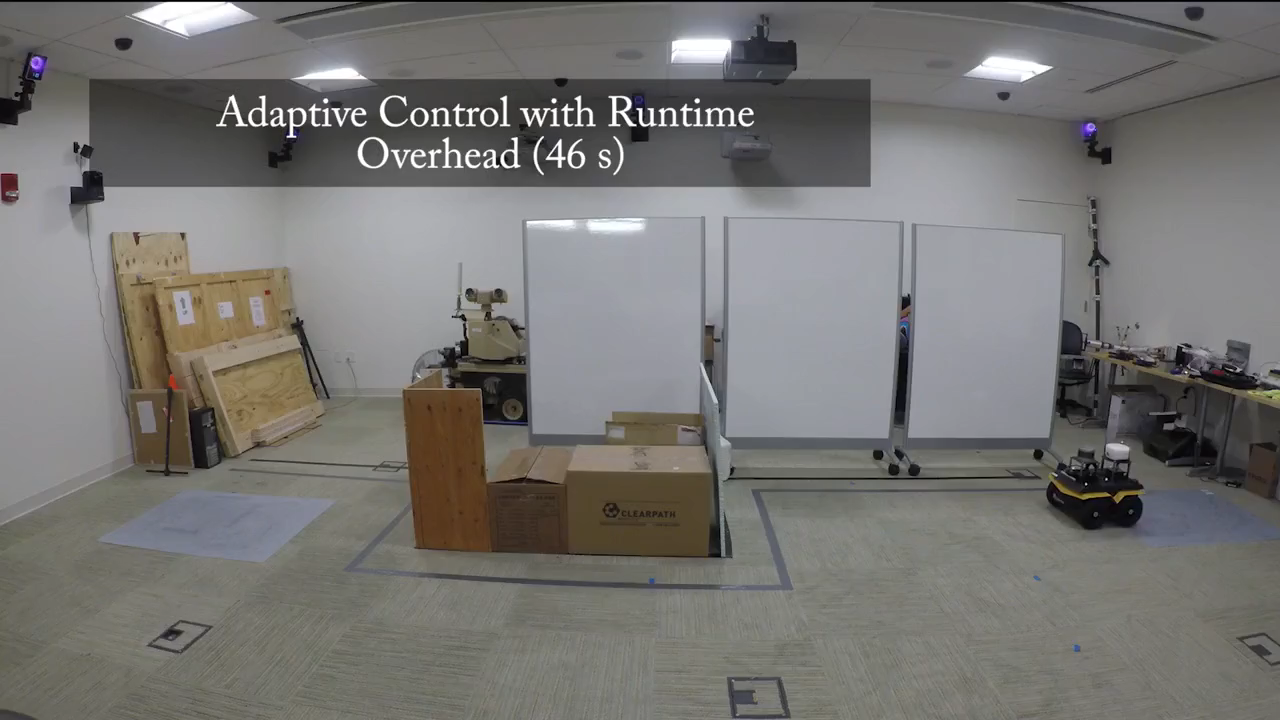 Adaptive Control with Runtime
Overhead (46 s)
CLEARPATH